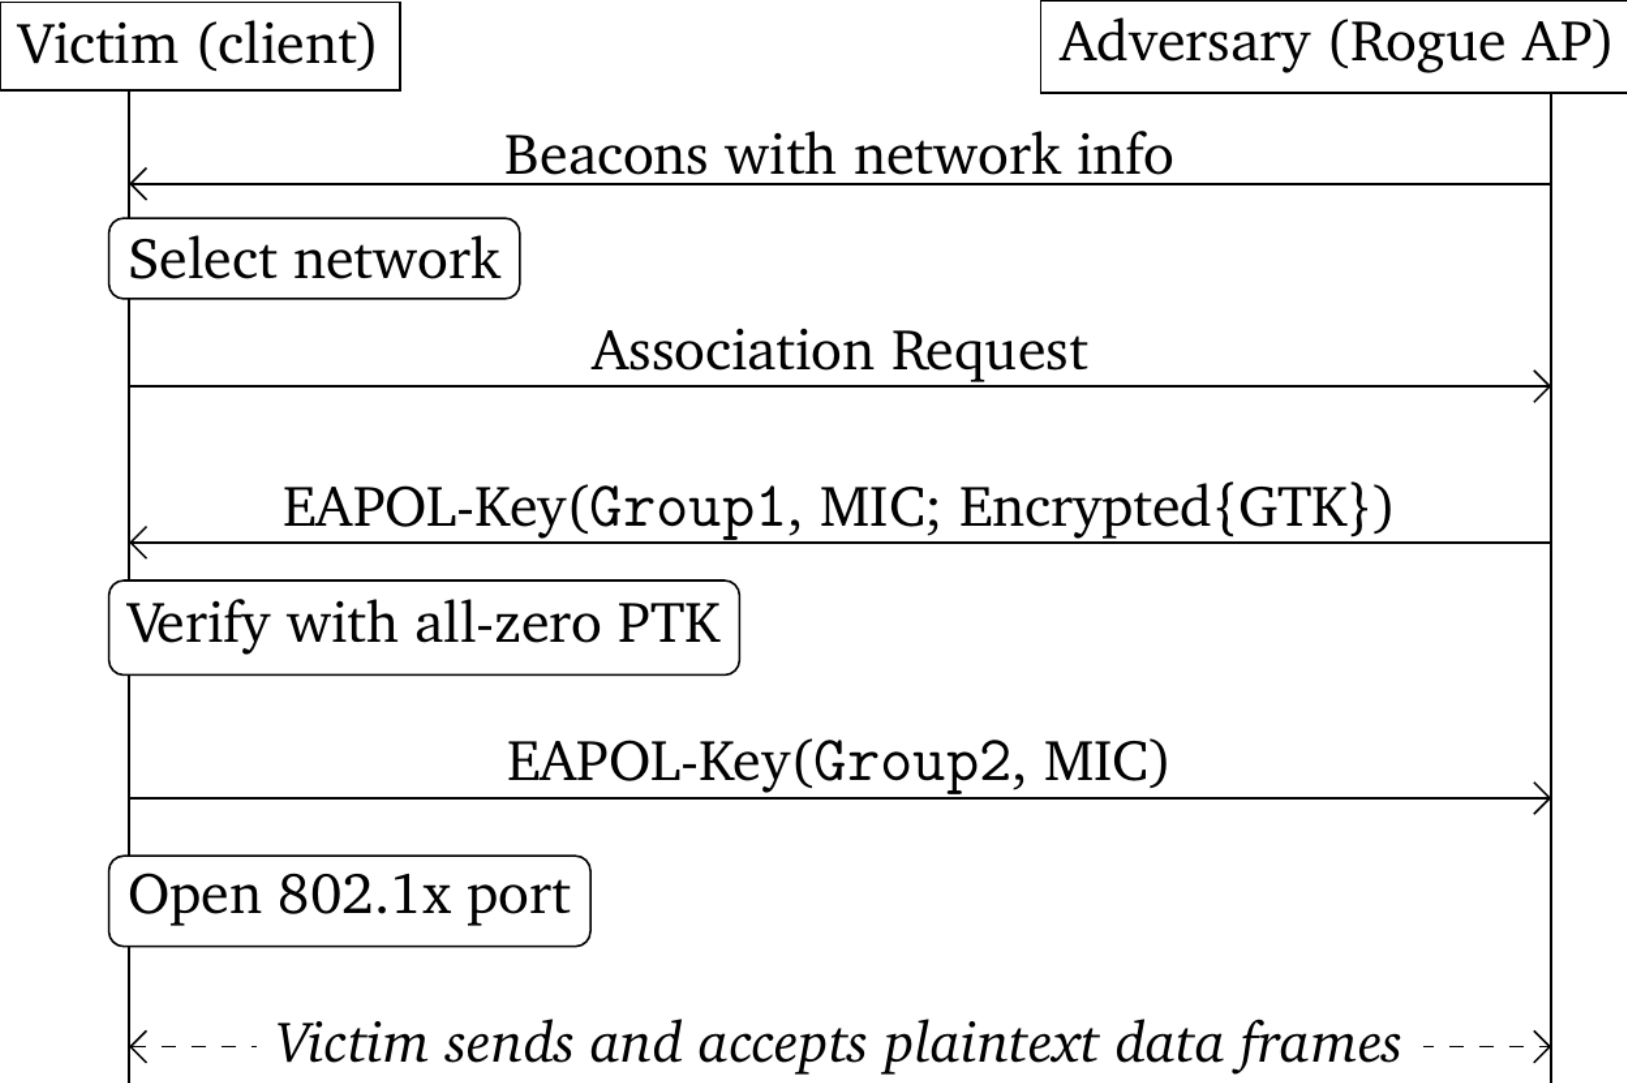 Victim (client)
Adversary (Rogue AP)
Beacons with network info
Select network
Association Request
EAPOL-Key(Group1, MIC; Encrypted{GTK})
Verify with all-zero PTK
EAPOL-Key(Group2, MIC)
Open 802.1x port
Victim sends and accepts plaintext data frames